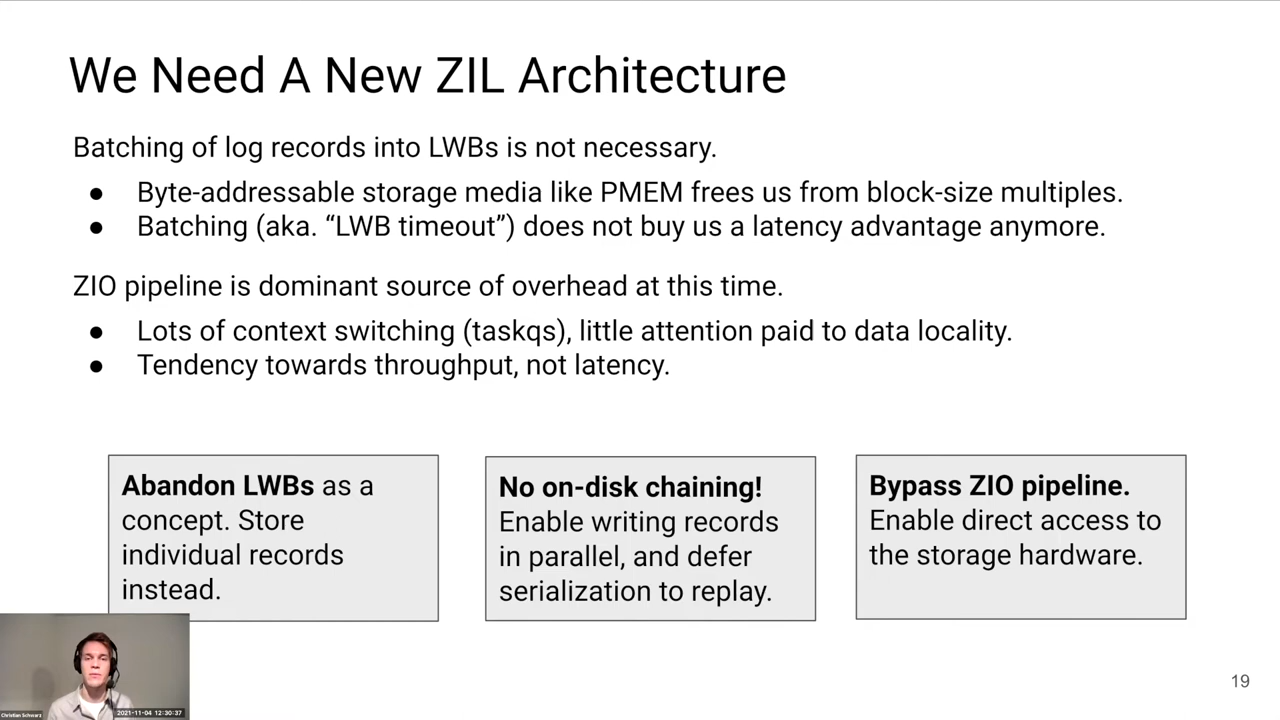 We Need A New ZIL Architecture
Batching of log records into LWBs is not necessary.
● Byte-addressable storage media like PMEM frees us from block-size multiples.
● Batching (aka. “LWB timeout”) does not buy us a latency advantage anymore.
ZIO pipeline is dominant source of overhead at this time.
● Lots of context switching (taskqs), little attention paid to data locality.
● Tendency towards throughput, not latency.
Abandon LWBs as a
concept. Store
individual records
instead.
No on-disk chaining!
Enable writing records
in parallel, and defer
serialization to replay.
Bypass ZIO pipeline.
Enable direct access to
the storage hardware.
Christian Schwarz
2021-11-04 12:30:37
19